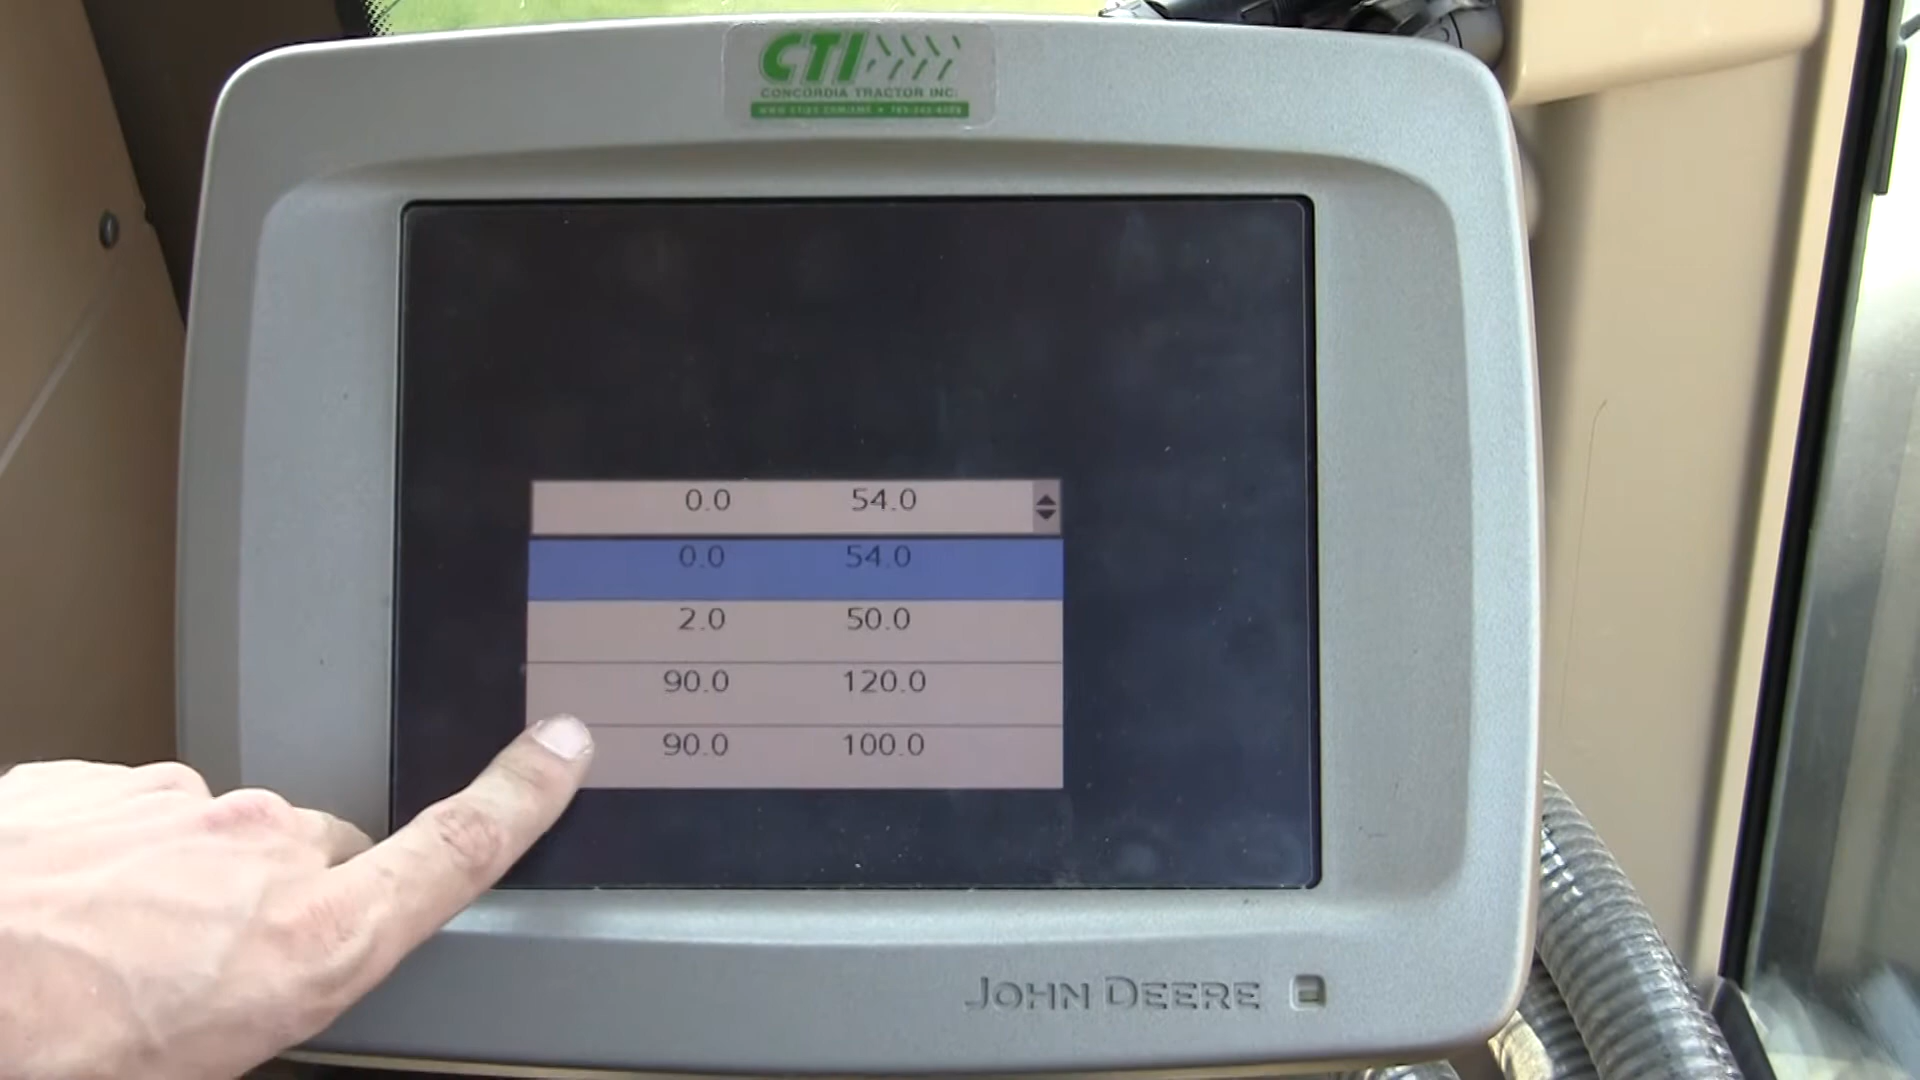 CTI
CONCORDIA TRACTOR INC.
0.0 54.0
0.0 54.0
2.0 50.0
90.0 120.0
90.0 100.0
JOHN DEERE